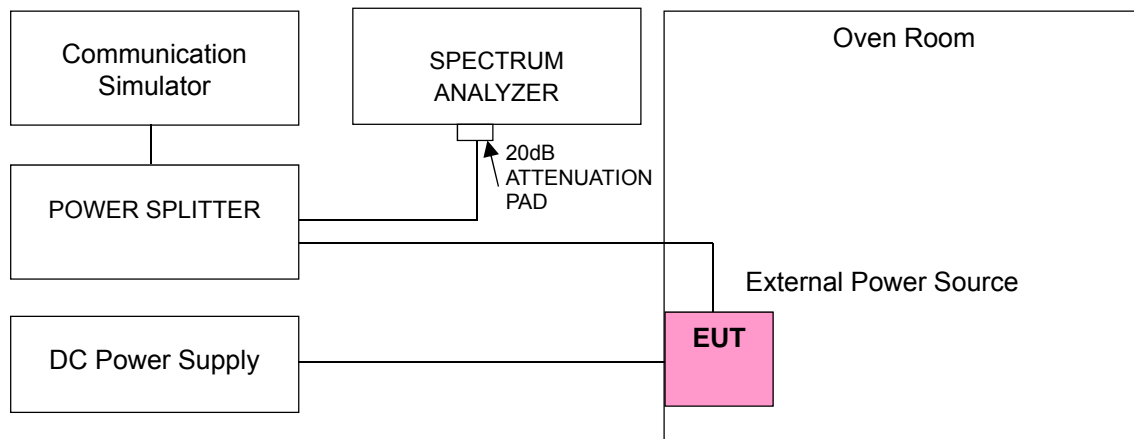 Communication
Simulator
SPECTRUM
ANALYZER
Oven Room
20dB
ATTENUATION
PAD
POWER SPLITTER
External Power Source
EUT
DC Power Supply